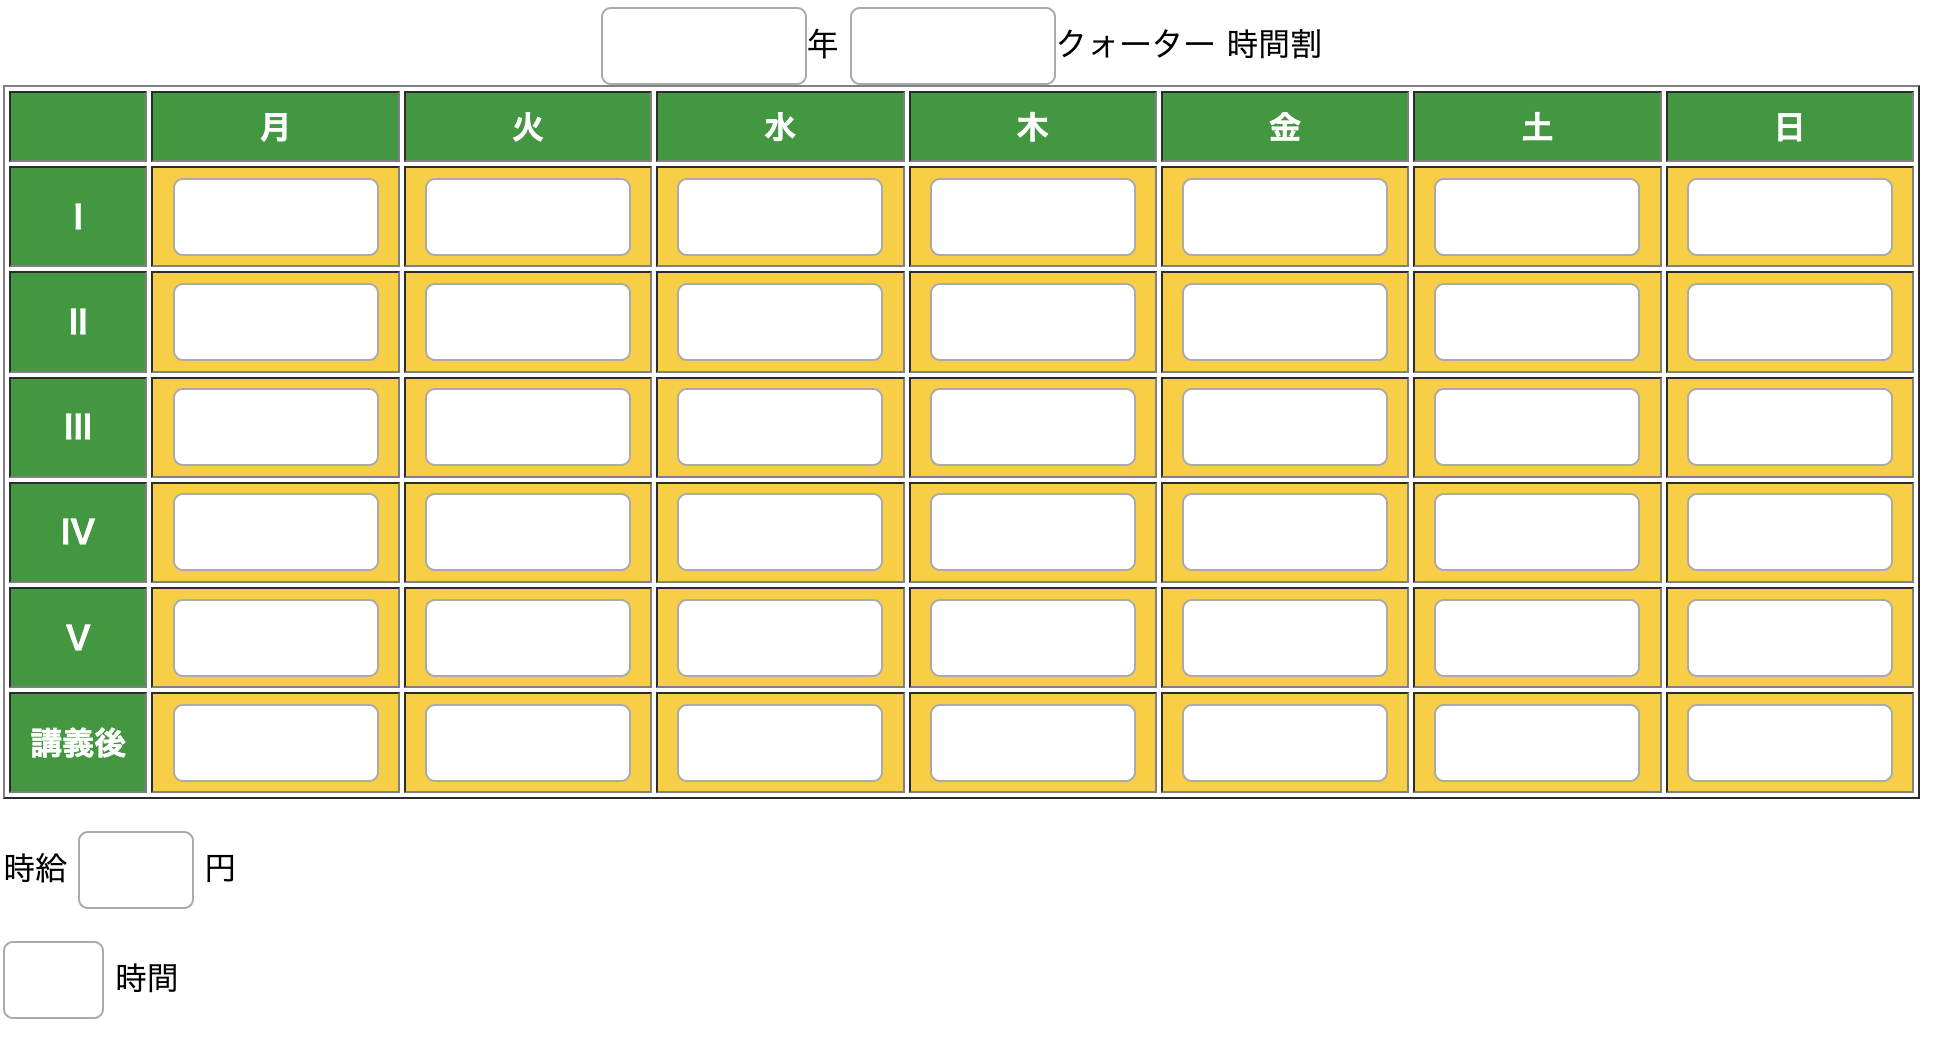 年 クォーター 時間割
月 火 水 木 金 土 日
I
II
III
IV
V
講義後
時給 円
時間